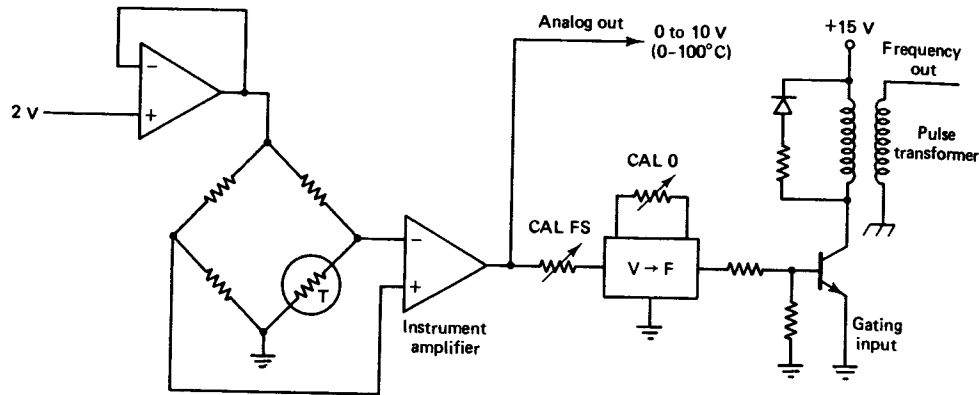 Analog out
0 to 10 V
(0–100°C)
+15 V
Frequency
out
−
+
2 V
Pulse
transformer
CAL 0
CAL FS
−
+
V → F
T
Instrument
amplifier
Gating
input